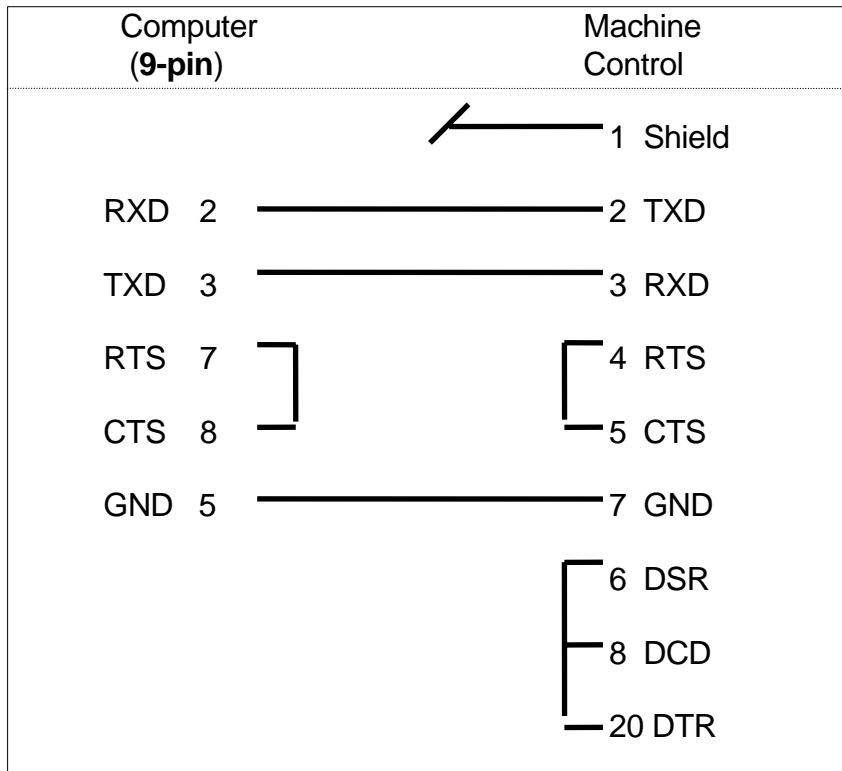 Computer Machine
(9-pin) Control
1 Shield
RXD 2 2 TXD
TXD 3 3 RXD
RTS 7 4 RTS
CTS 8 5 CTS
GND 5 7 GND
6 DSR
8 DCD
20 DTR